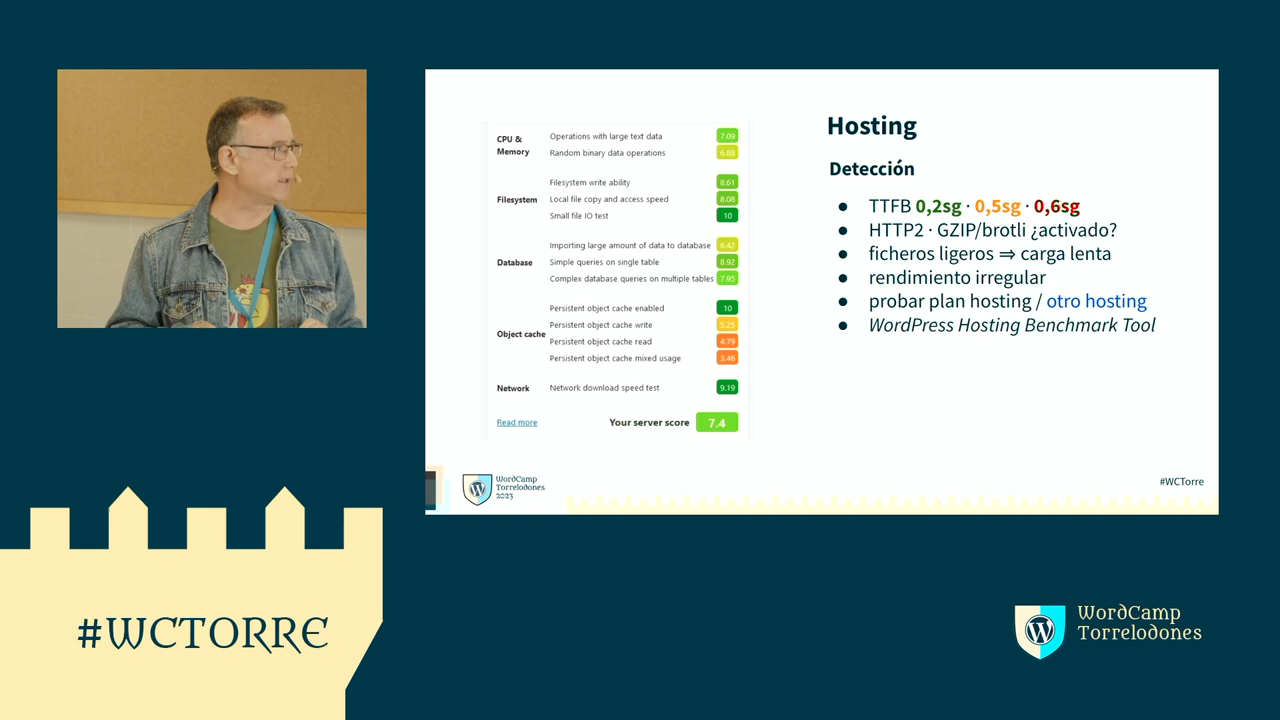 CPU & Memory
Operations with large text data 7.09
Random binary data operations 6.88
Filesystem
Filesystem write ability 8.61
Local file copy and access speed 8.08
Small file IO test 10
Database
Importing large amount of data to database 6.42
Simple queries on single table 8.92
Complex database queries on multiple tables 7.95
Object cache
Persistent object cache enabled 10
Persistent object cache write 5.25
Persistent object cache read 4.79
Persistent object cache mixed usage 3.46
Network
Network download speed test 9.19
Read more
Your server score 7.4
Hosting
Detección
● TTFB 0,2sg · 0,5sg · 0,6sg
● HTTP2 · GZIP/brotli ¿activado?
● ficheros ligeros ⇒ carga lenta
● rendimiento irregular
● probar plan hosting / otro hosting
● WordPress Hosting Benchmark Tool
WordCamp
Torrelodones
2023
#WCTorre
#WCTORRE
WordCamp
Torrelodones